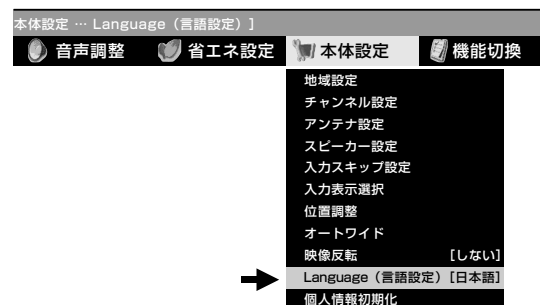 本体設定 … Language（言語設定）]
音声調整 省エネ設定 本体設定 機能切換
地域設定
チャンネル設定
アンテナ設定
スピーカー設定
入力スキップ設定
入力表示選択
位置調整
オートワイド
映像反転 [しない]
Language（言語設定） [日本語]
個人情報初期化